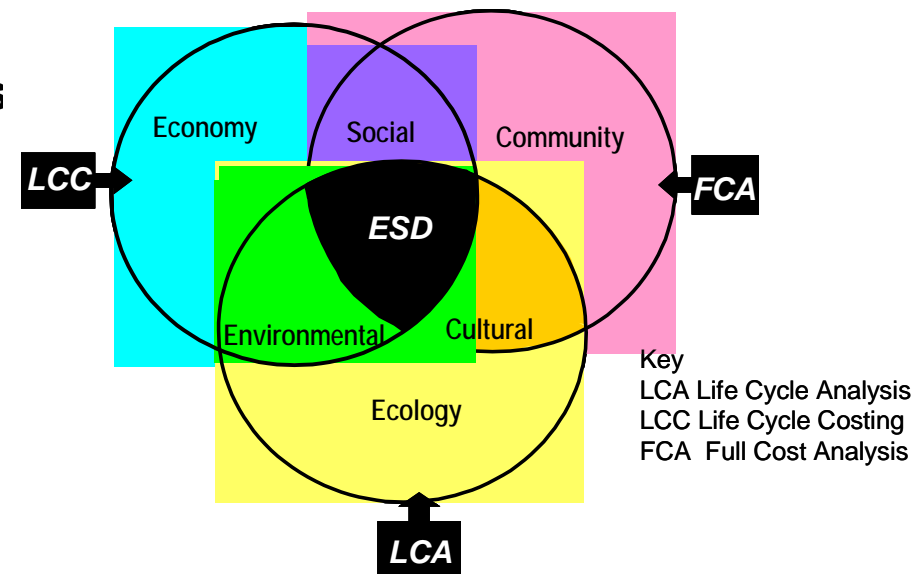 Economy
Social
Community
LCC
FCA
ESD
Environmental
Cultural
Ecology
Key
LCA Life Cycle Analysis
LCC Life Cycle Costing
FCA Full Cost Analysis
LCA